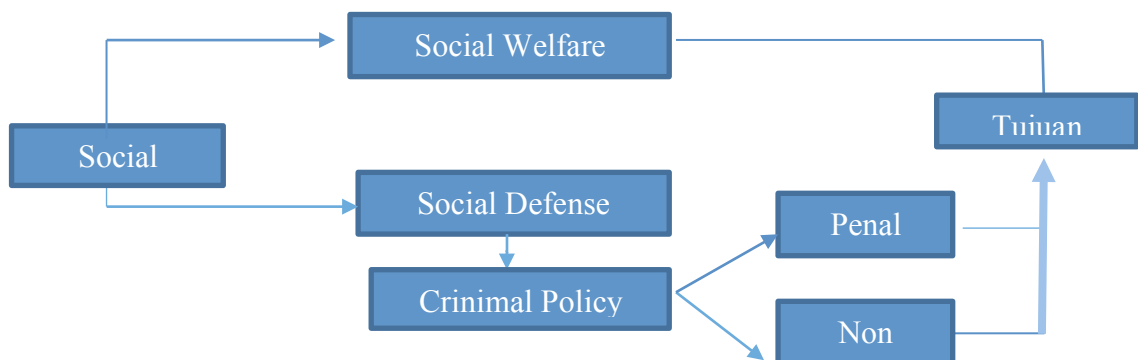 Social Welfare
Tujuan
Social
Social Defense
Penal
Crinimal Policy
Non